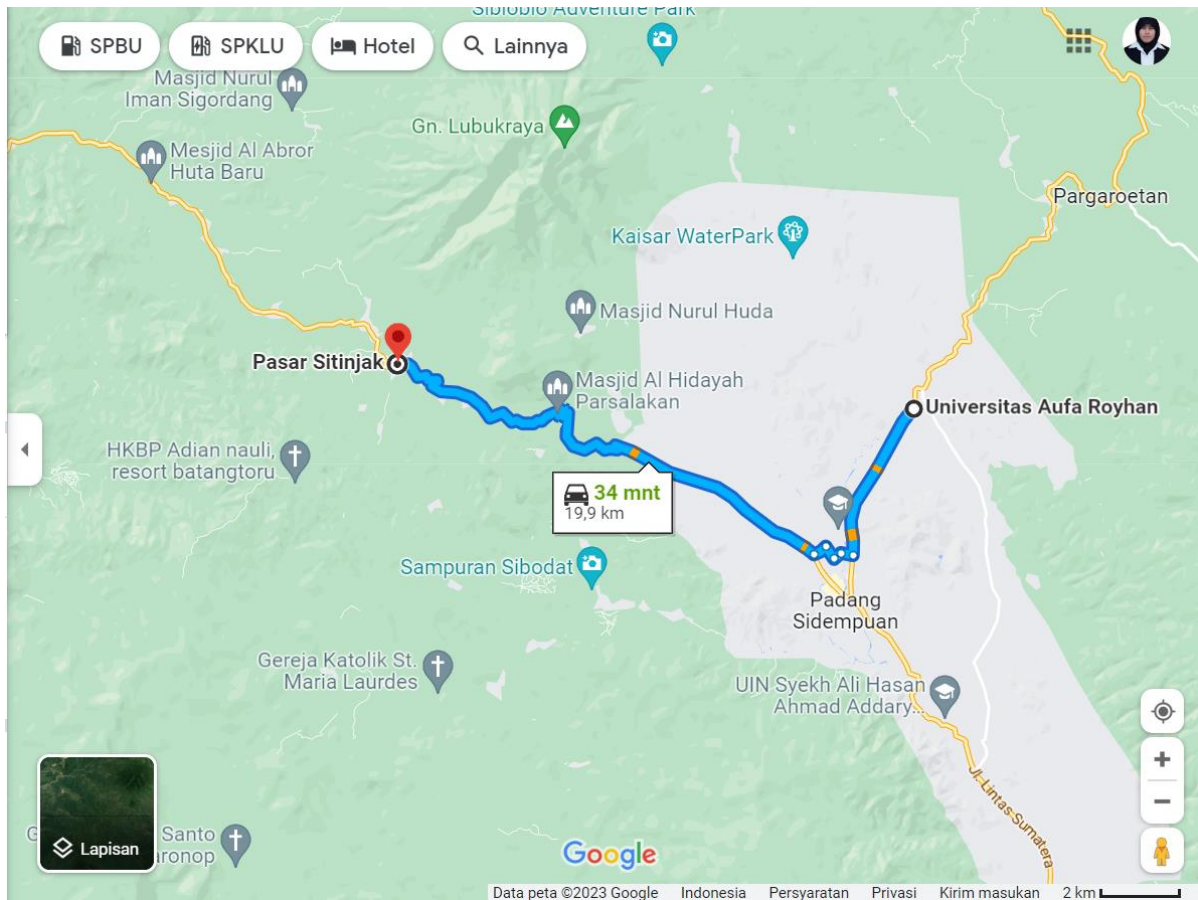 Sibiobio Adventure Park
SPBU
SPKLU
Hotel
Lainnya
Masjid Nurul
Iman Sigordang
Gn. Lubukraya
Mesjid Al Abror
Huta Baru
Pargaroetan
Kaisar WaterPark
Masjid Nurul Huda
Pasar Sitinjak
Masjid Al Hidayah
Parsalakan
Universitas Aufa Royhan
HKBP Adian nauli,
resort batangtoru
34 mnt
19,9 km
Sampuran Sibodat
Padang
Sidempuan
Gereja Katolik St.
Maria Laurdes
UIN Syekh Ali Hasan
Ahmad Addary...
Jl. Lintas Sumatera
Santo
Lapisan
Google
Data peta ©2023 Google Indonesia Persyaratan Privasi Kirim masukan 2 km